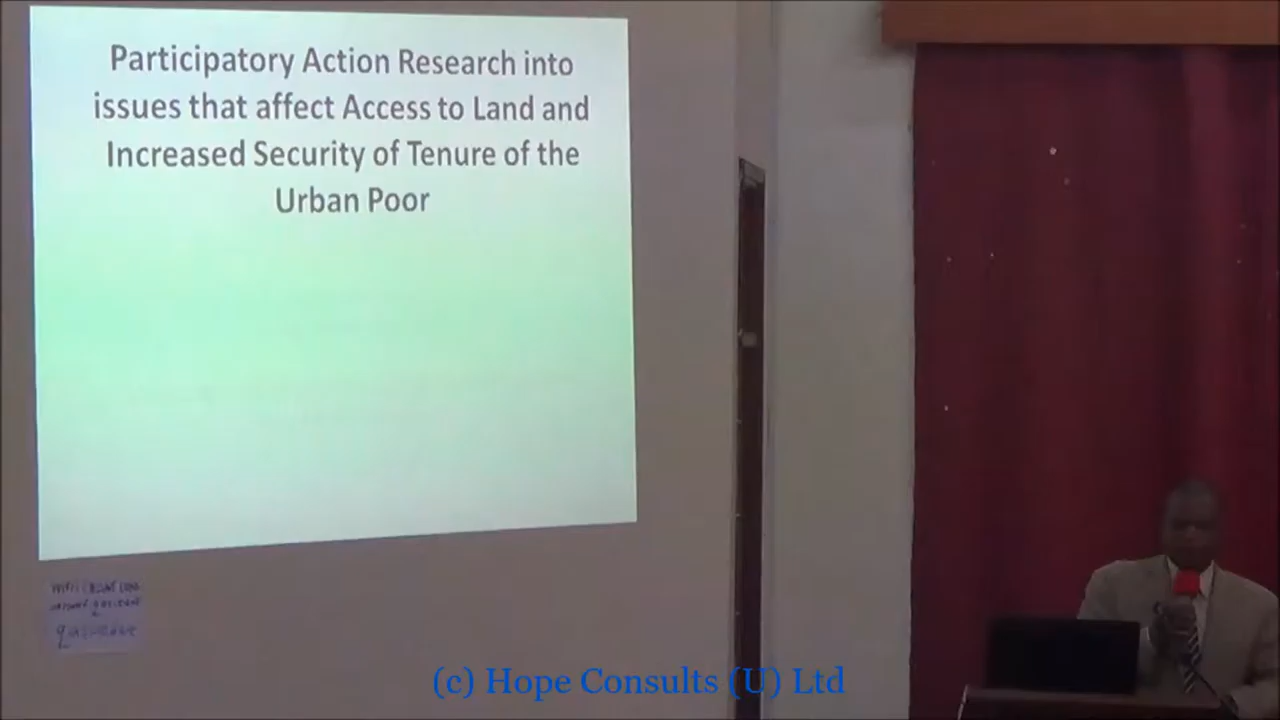 Participatory Action Research into
issues that affect Access to Land and
Increased Security of Tenure of the
Urban Poor
(c) Hope Consults (U) Ltd